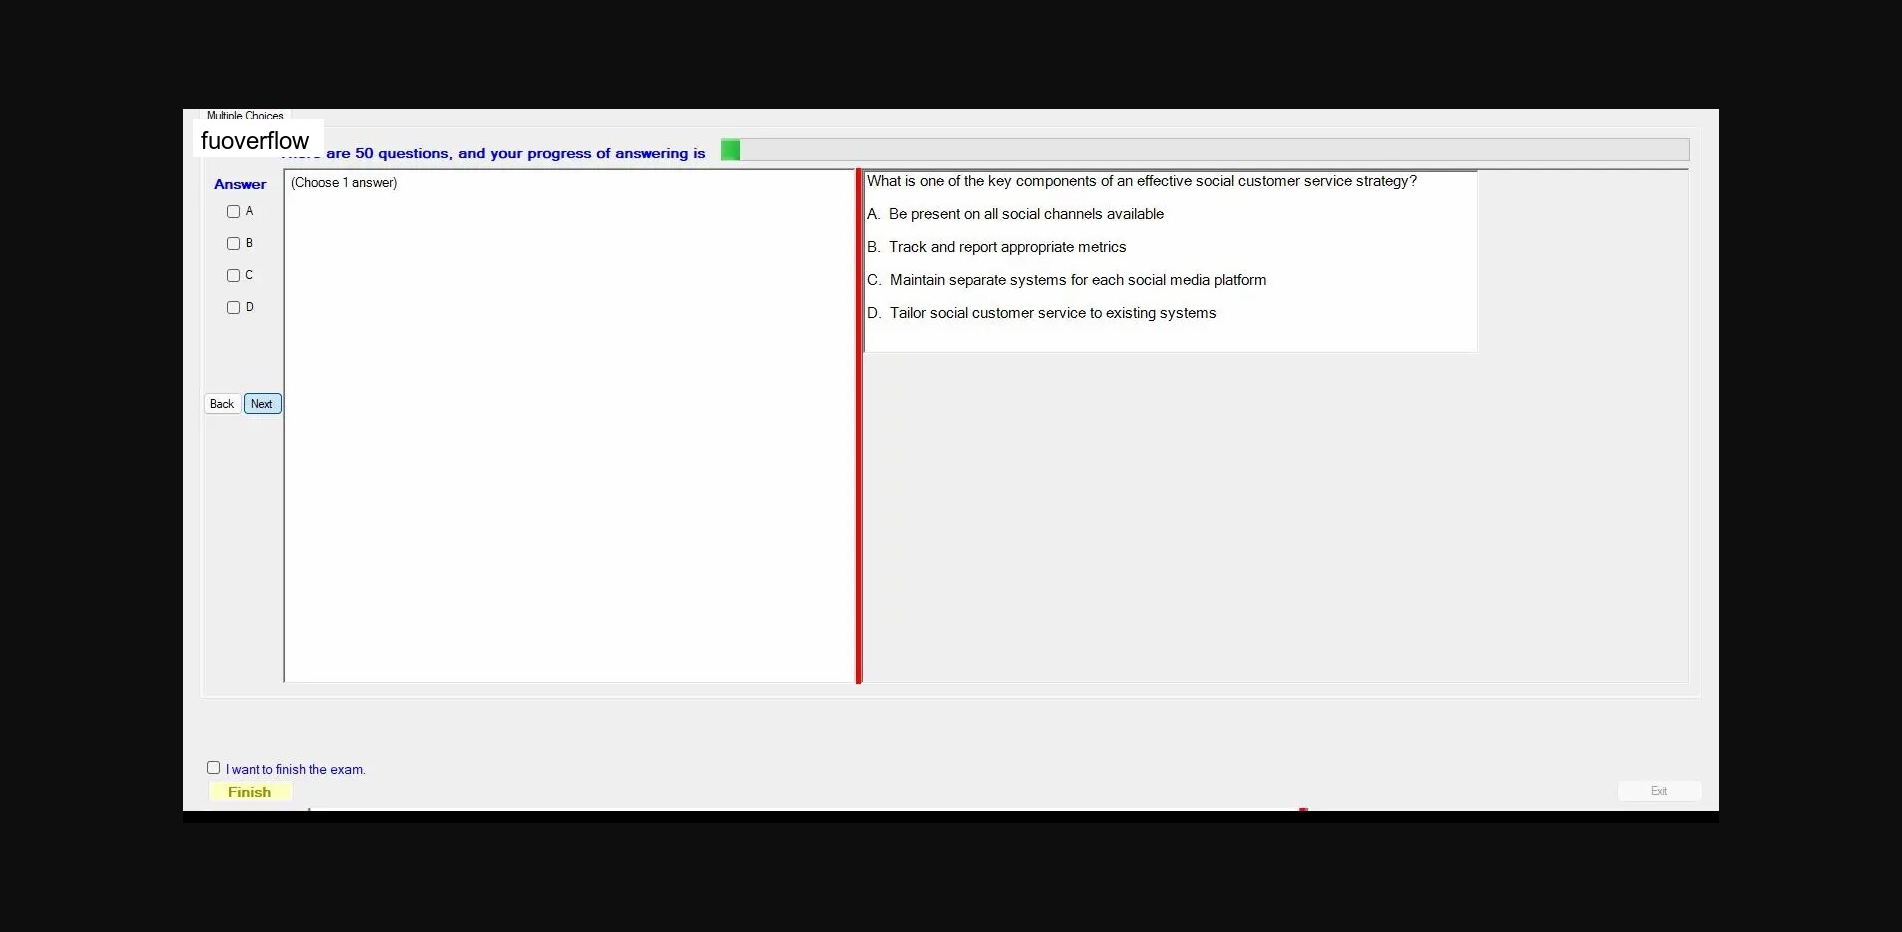 Multiple Choices
fuoverflow
are 50 questions, and your progress of answering is
Answer
(Choose 1 answer)
A
B
C
D
Back
Next
What is one of the key components of an effective social customer service strategy?
A. Be present on all social channels available
B. Track and report appropriate metrics
C. Maintain separate systems for each social media platform
D. Tailor social customer service to existing systems
I want to finish the exam.
Finish
Exit